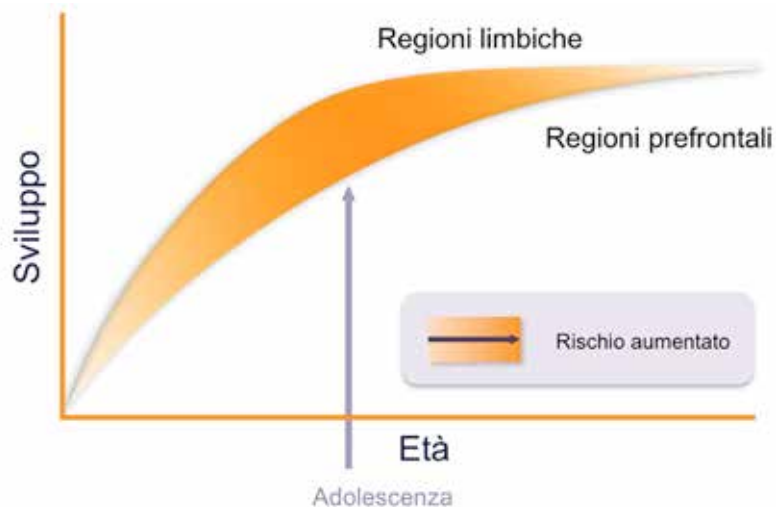 Regioni limbiche
Regioni prefrontali
Sviluppo
Rischio aumentato
Età
Adolescenza